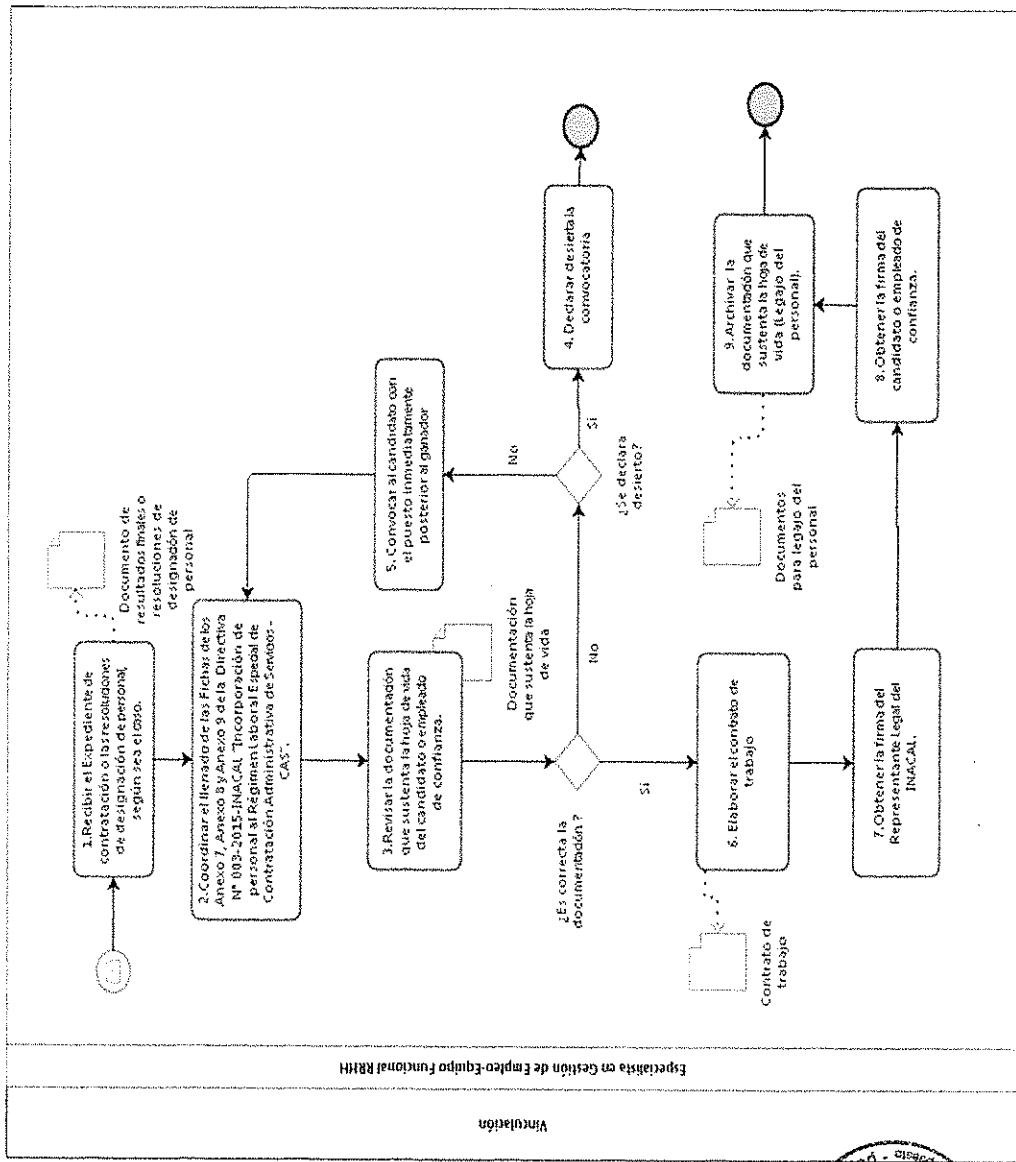 Vinculación
Especialista en Gestión de Empleo-Equipo Funcional RRHH
1.Recibir el Expediente de
contratación o las resoluciones
de designación de personal,
según sea el caso.
Documento de
resultados finales o
resoluciones de
designación de
personal
2.Coordinar el llenado de las Fichas de los
Anexo 7, Anexo 8 y Anexo 9 de la Directiva
N° 003-2015-INACAL "Incorporación de
personal al Régimen Laboral Especial de
Contratación Administrativa de Servicios -
CAS".
3.Revisar la documentación
que sustenta la hoja de vida
del candidato o empleado
de confianza.
Documentación
que sustenta la hoja
de vida
¿Es correcta la
documentación?
No
Si
¿Se declara
desierto?
No
Si
5. Convocar al candidato con
el puesto inmediatamente
posterior al ganador
4. Declarar desierta la
convocatoria
6. Elaborar el contrato de
trabajo
Contrato de
trabajo
7.Obtener la firma del
Representante Legal del
INACAL.
8. Obtener la firma del
candidato o empleado de
confianza.
9. Archivar la
documentación que
sustenta la hoja de
vida (Legajo del
personal).
Documentos
para legajo del
personal